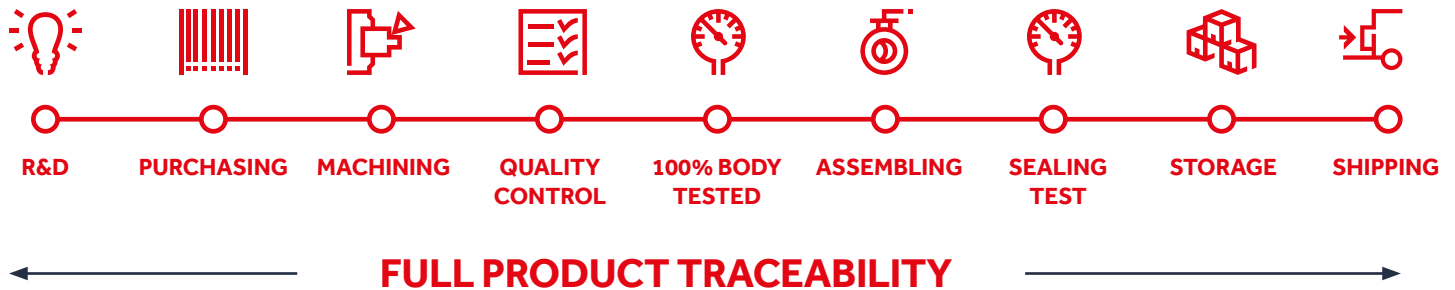 R&D
PURCHASING
MACHINING
QUALITY
CONTROL
100% BODY
TESTED
ASSEMBLING
SEALING
TEST
STORAGE
SHIPPING
FULL PRODUCT TRACEABILITY